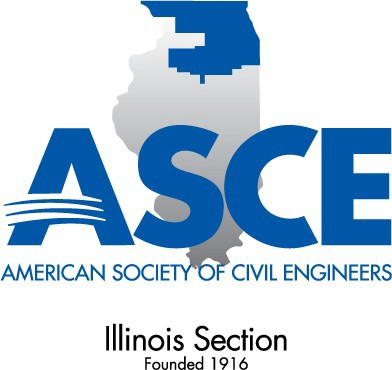 ASCE
AMERICAN SOCIETY OF CIVIL ENGINEERS
Illinois Section
Founded 1916